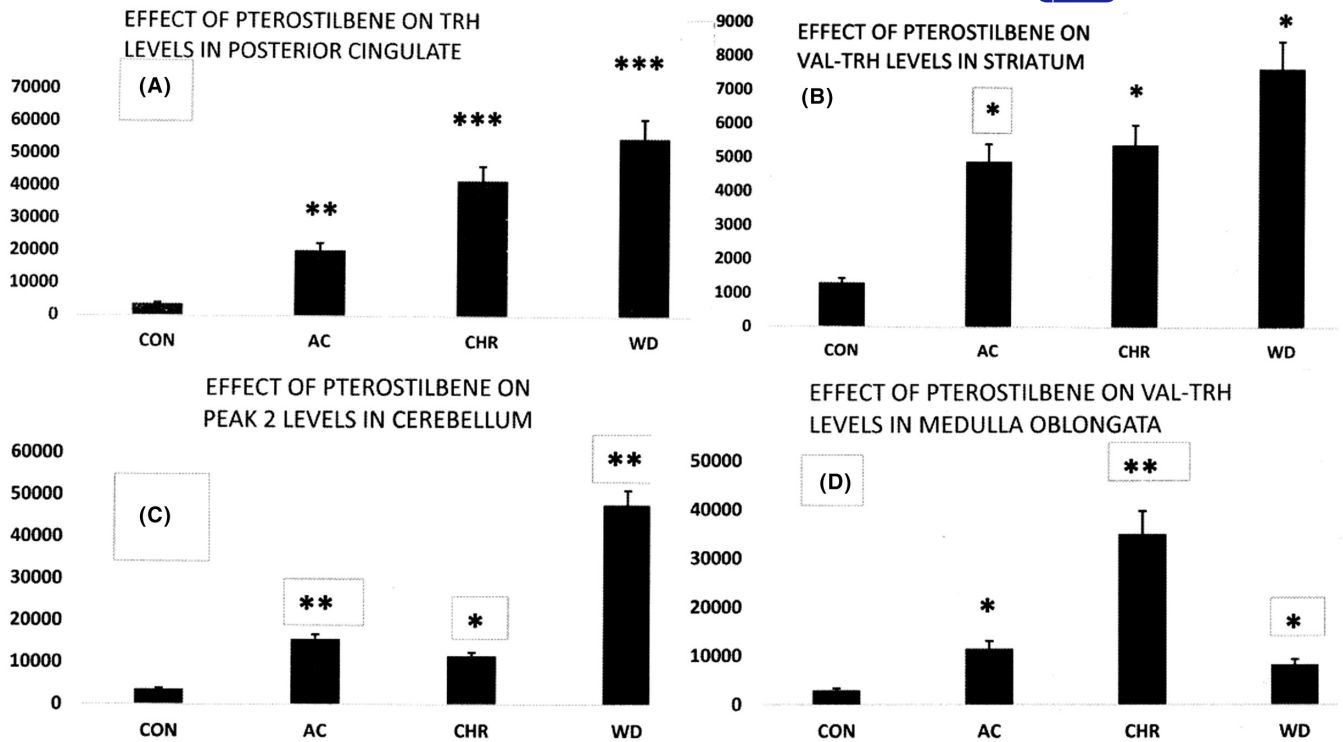 EFFECT OF PTEROSTILBENE ON TRH
LEVELS IN POSTERIOR CINGULATE
(A)
70000
60000
50000
40000
30000
20000
10000
0
**
***
***
CON AC CHR WD
EFFECT OF PTEROSTILBENE ON
VAL-TRH LEVELS IN STRIATUM
(B)
9000
8000
7000
6000
5000
4000
3000
2000
1000
0
*
*
*
CON AC CHR WD
EFFECT OF PTEROSTILBENE ON
PEAK 2 LEVELS IN CEREBELLUM
(C)
60000
50000
40000
30000
20000
10000
0
**
*
**
CON AC CHR WD
EFFECT OF PTEROSTILBENE ON VAL-TRH
LEVELS IN MEDULLA OBLONGATA
(D)
50000
40000
30000
20000
10000
0
*
**
*
CON AC CHR WD